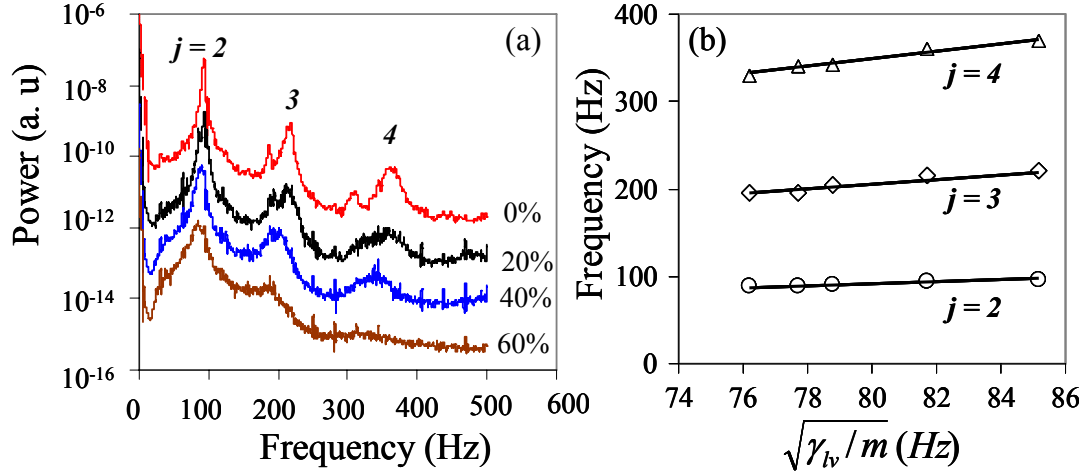 (a)
j = 2
3
4
0%
20%
40%
60%
10-6
10-8
10-10
10-12
10-14
10-16
Power (a. u)
0 100 200 300 400 500 600
Frequency (Hz)
(b)
j = 4
j = 3
j = 2
400
300
200
100
0
Frequency (Hz)
74 76 78 80 82 84 86
√γlv/m (Hz)